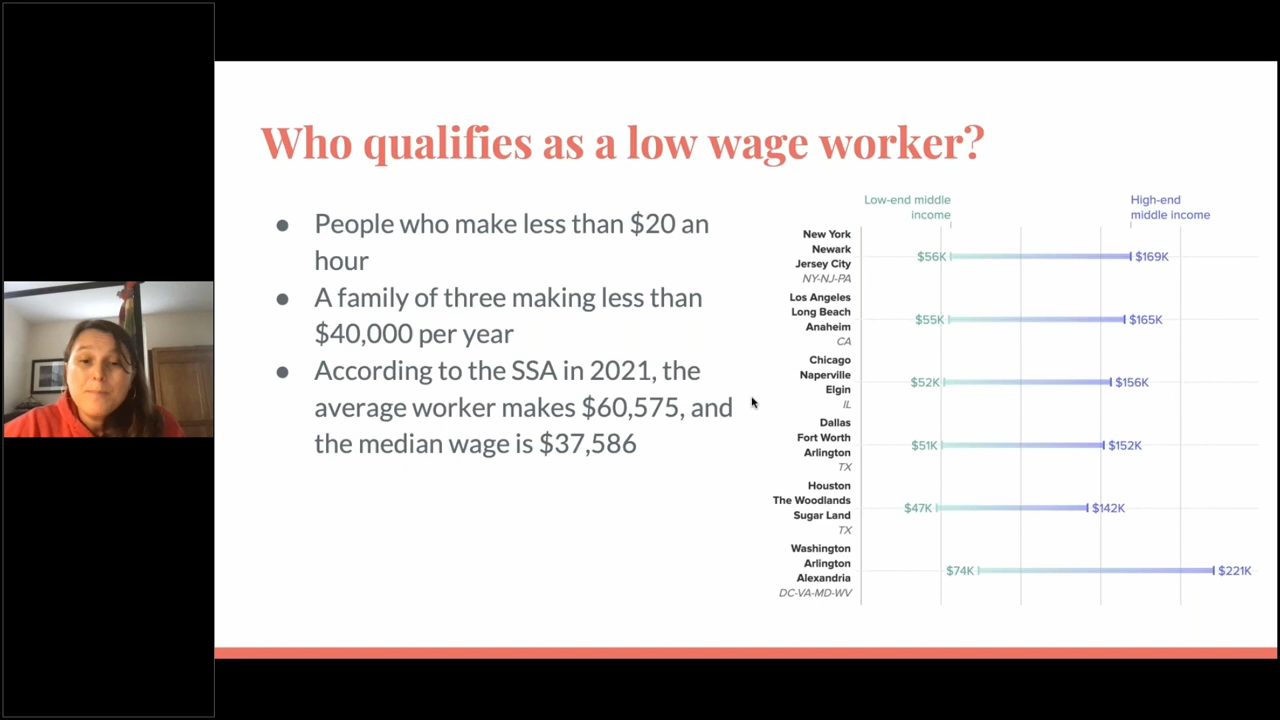 Who qualifies as a low wage worker?
● People who make less than $20 an
hour
● A family of three making less than
$40,000 per year
● According to the SSA in 2021, the
average worker makes $60,575, and
the median wage is $37,586
Low-end middle
income
High-end
middle income
New York
Newark
Jersey City
NY-NJ-PA
$56K
$169K
Los Angeles
Long Beach
Anaheim
CA
$55K
$165K
Chicago
Naperville
Elgin
IL
$52K
$156K
Dallas
Fort Worth
Arlington
TX
$51K
$152K
Houston
The Woodlands
Sugar Land
TX
$47K
$142K
Washington
Arlington
Alexandria
DC-VA-MD-WV
$74K
$221K